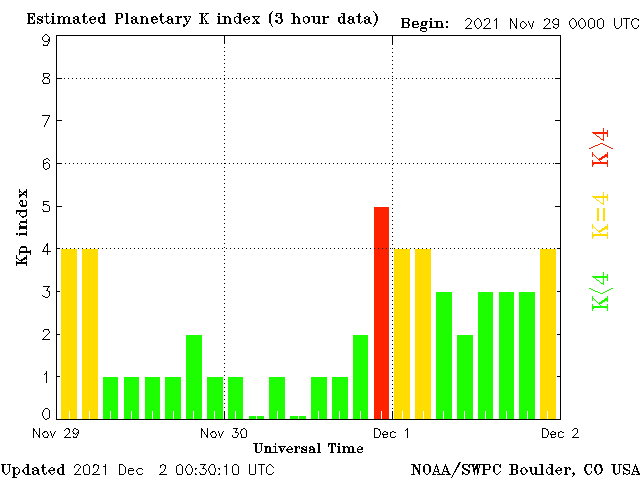 Estimated Planetary K index (3 hour data) Begin: 2021 Nov 29 0000 UTC
9
8
7
6
5
4
3
2
1
0
Kp index
K>4
K=4
K<4
Nov 29 Nov 30 Dec 1 Dec 2
Universal Time
Updated 2021 Dec 2 00:30:10 UTC NOAA/SWPC Boulder, CO USA